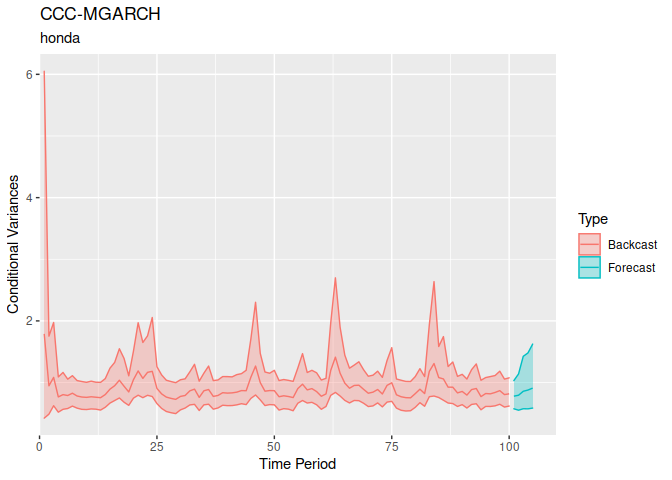 CCC-MGARCH
honda
6
4
2
Conditional Variances
0
25
50
75
100
Time Period
Type
Backcast
Forecast